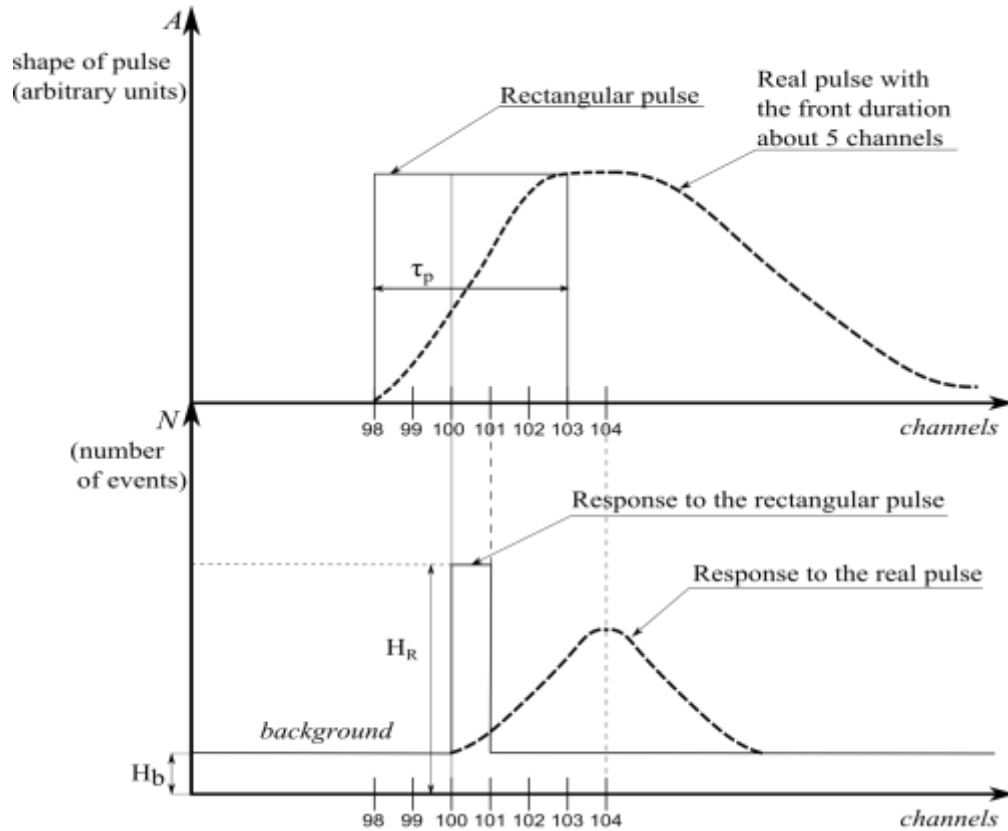 A
shape of pulse
(arbitrary units)
Rectangular pulse
Real pulse with
the front duration
about 5 channels
τp
98 99 100 101 102 103 104
channels
N
(number
of events)
Response to the rectangular pulse
Response to the real pulse
HR
background
Hb
98 99 100 101 102 103 104
channels